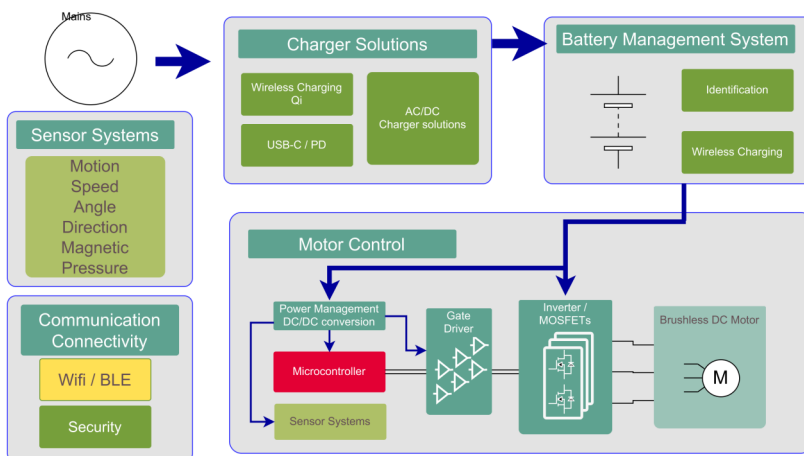 Mains
Charger Solutions
Wireless Charging
Qi
USB-C / PD
AC/DC
Charger solutions
Battery Management System
Identification
Wireless Charging
Sensor Systems
Motion
Speed
Angle
Direction
Magnetic
Pressure
Communication
Connectivity
Wifi / BLE
Security
Motor Control
Power Management
DC/DC conversion
Microcontroller
Sensor Systems
Gate
Driver
Inverter /
MOSFETs
Brushless DC Motor
M